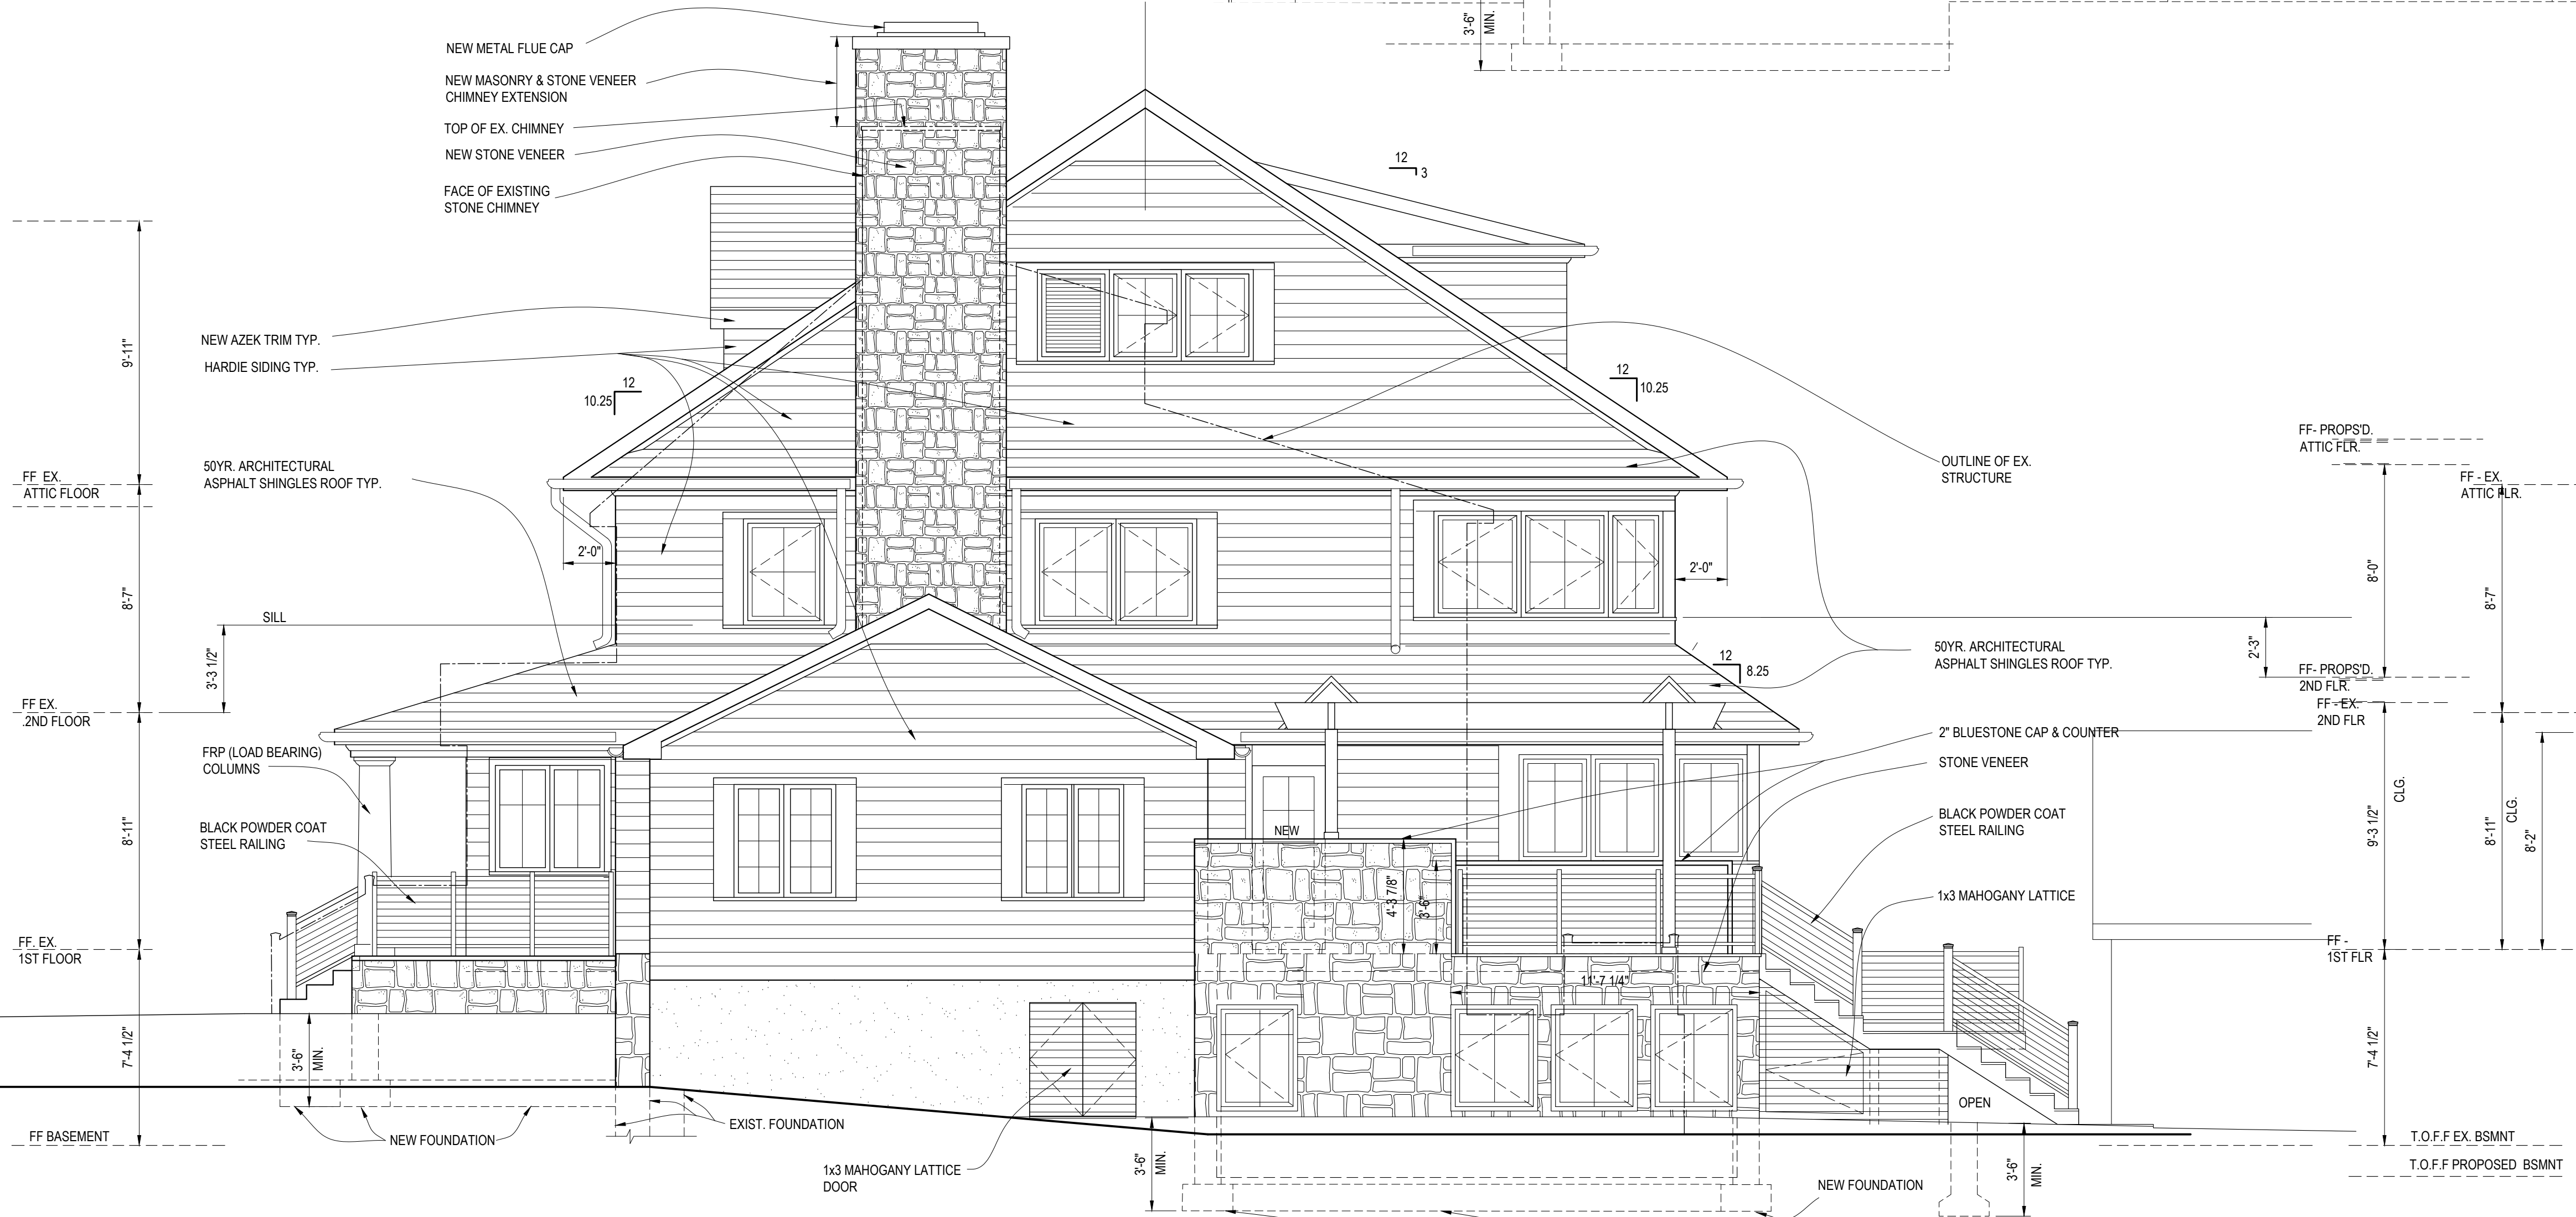 3'-6"
MIN.
NEW METAL FLUE CAP
NEW MASONRY & STONE VENEER
CHIMNEY EXTENSION
TOP OF EX. CHIMNEY
NEW STONE VENEER
FACE OF EXISTING
STONE CHIMNEY
12
3
NEW AZEK TRIM TYP.
HARDIE SIDING TYP.
9'-11"
12
10.25
12
10.25
50YR. ARCHITECTURAL
ASPHALT SHINGLES ROOF TYP.
FF EX.
ATTIC FLOOR
OUTLINE OF EX.
STRUCTURE
FF- PROPS'D.
ATTIC FLR.
FF - EX.
ATTIC FLR.
2'-0"
2'-0"
8'-7"
8'-0"
8'-7"
SILL
3'-3 1/2"
2'-3"
12
8.25
50YR. ARCHITECTURAL
ASPHALT SHINGLES ROOF TYP.
FF- PROPS'D.
2ND FLR.
FF - EX.
2ND FLR
FF EX.
.2ND FLOOR
FRP (LOAD BEARING)
COLUMNS
2" BLUESTONE CAP & COUNTER
STONE VENEER
CLG.
CLG.
8'-11"
9'-3 1/2"
8'-11"
8'-2"
BLACK POWDER COAT
STEEL RAILING
NEW
BLACK POWDER COAT
STEEL RAILING
4'-3 7/8"
3'-6"
1x3 MAHOGANY LATTICE
FF. EX.
1ST FLOOR
FF -
1ST FLR
11'-7 1/4"
7'-4 1/2"
3'-6"
MIN.
7'-4 1/2"
OPEN
FF BASEMENT
NEW FOUNDATION
EXIST. FOUNDATION
T.O.F.F EX. BSMNT
T.O.F.F PROPOSED BSMNT
1x3 MAHOGANY LATTICE
DOOR
3'-6"
MIN.
3'-6"
MIN.
NEW FOUNDATION